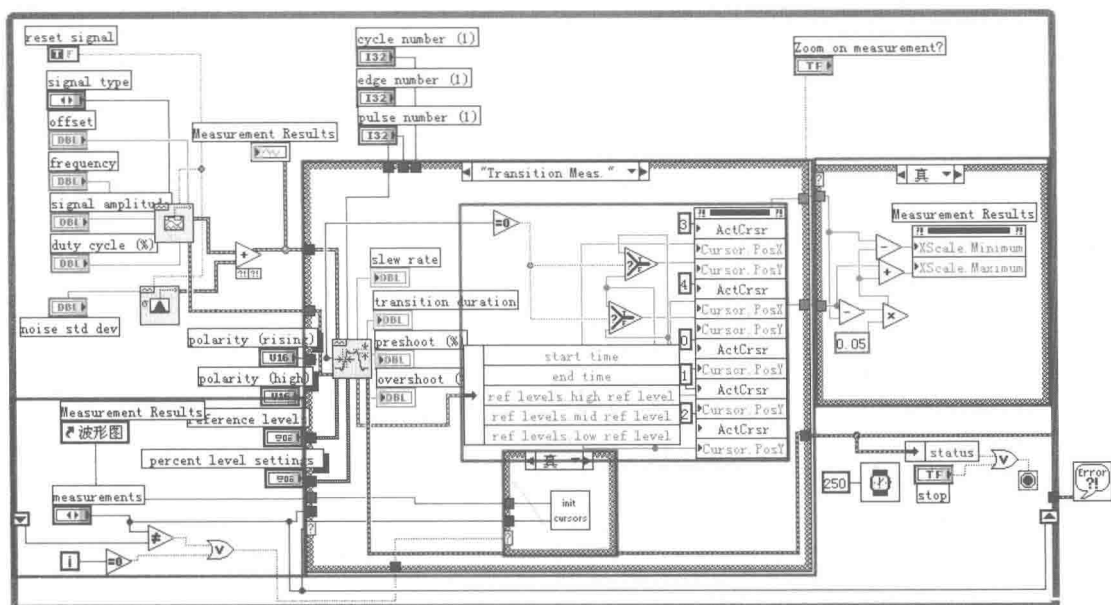 reset signal
TF
signal type
offset
DBL
frequency
DBL
signal amplitude
DBL
duty cycle (%)
DBL
DBL
noise std dev
Measurement Results
cycle number (1)
I32
edge number (1)
I32
pulse number (1)
I32
Zoom on measurement?
TF
"Transition Meas."
slew rate
DBL
transition duration
DBL
preshoot (%
DBL
overshoot (
DBL
polarity (rising)
U16
polarity (high)
U16
reference levels
percent level settings
Measurement Results
波形图
measurements
i
=0
≠
V
=0
3
4
0
1
2
ActCrsr
Cursor.PosX
Cursor.PosY
ActCrsr
Cursor.PosX
Cursor.PosY
ActCrsr
Cursor.PosY
ActCrsr
Cursor.PosY
ActCrsr
Cursor.PosY
start time
end time
ref levels.high ref level
ref levels.mid ref level
ref levels.low ref level
真
init
cursors
真
Measurement Results
XScale.Minimum
XScale.Maximum
0.05
250
status
TF
stop
V
Error
?!